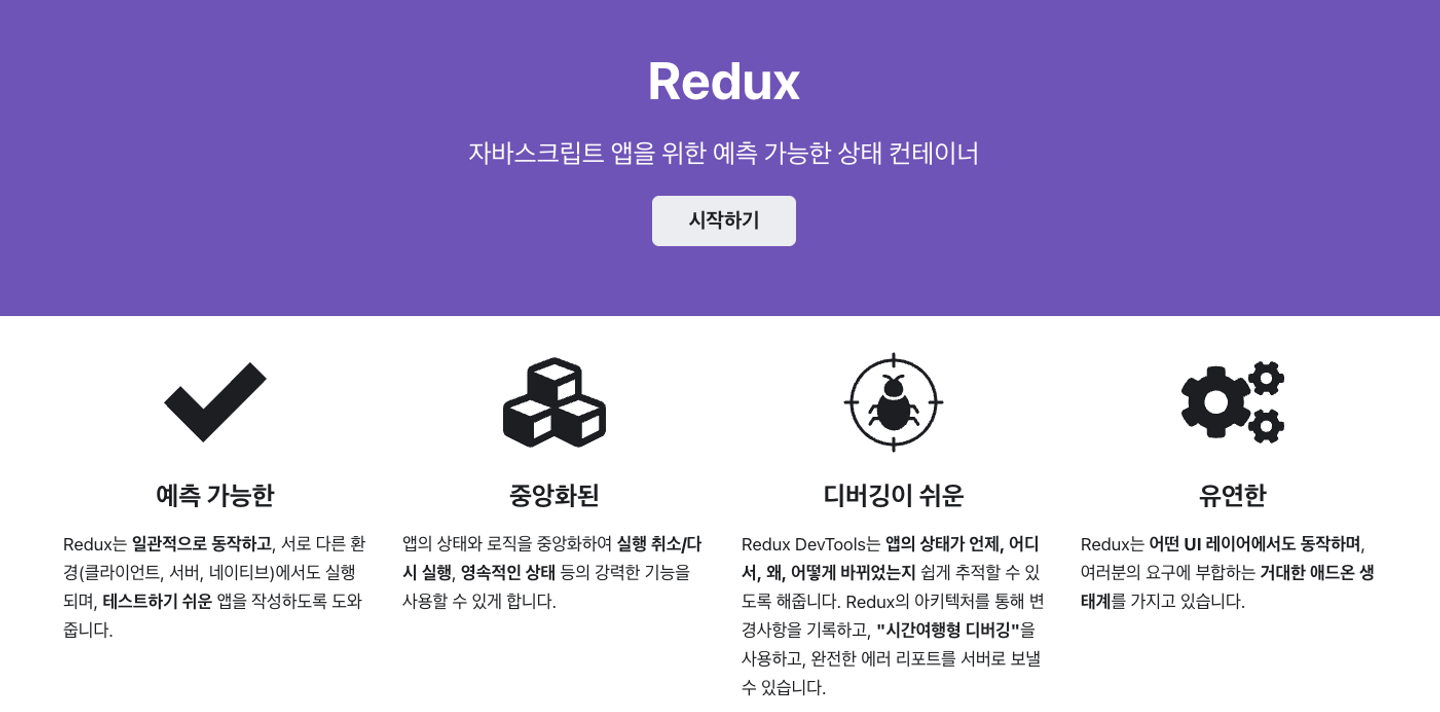 Redux
자바스크립트 앱을 위한 예측 가능한 상태 컨테이너
시작하기
예측 가능한
Redux는 일관적으로 동작하고, 서로 다른 환
경(클라이언트, 서버, 네이티브)에서도 실행
되며, 테스트하기 쉬운 앱을 작성하도록 도와
줍니다.
중앙화된
앱의 상태와 로직을 중앙화하여 실행 취소/다
시 실행, 영속적인 상태 등의 강력한 기능을
사용할 수 있게 합니다.
디버깅이 쉬운
Redux DevTools는 앱의 상태가 언제, 어디
서, 왜, 어떻게 바뀌었는지 쉽게 추적할 수 있
도록 해줍니다. Redux의 아키텍처를 통해 변
경사항을 기록하고, "시간여행형 디버깅"을
사용하고, 완전한 에러 리포트를 서버로 보낼
수 있습니다.
유연한
Redux는 어떤 UI 레이어에서도 동작하며,
여러분의 요구에 부합하는 거대한 애드온 생
태계를 가지고 있습니다.